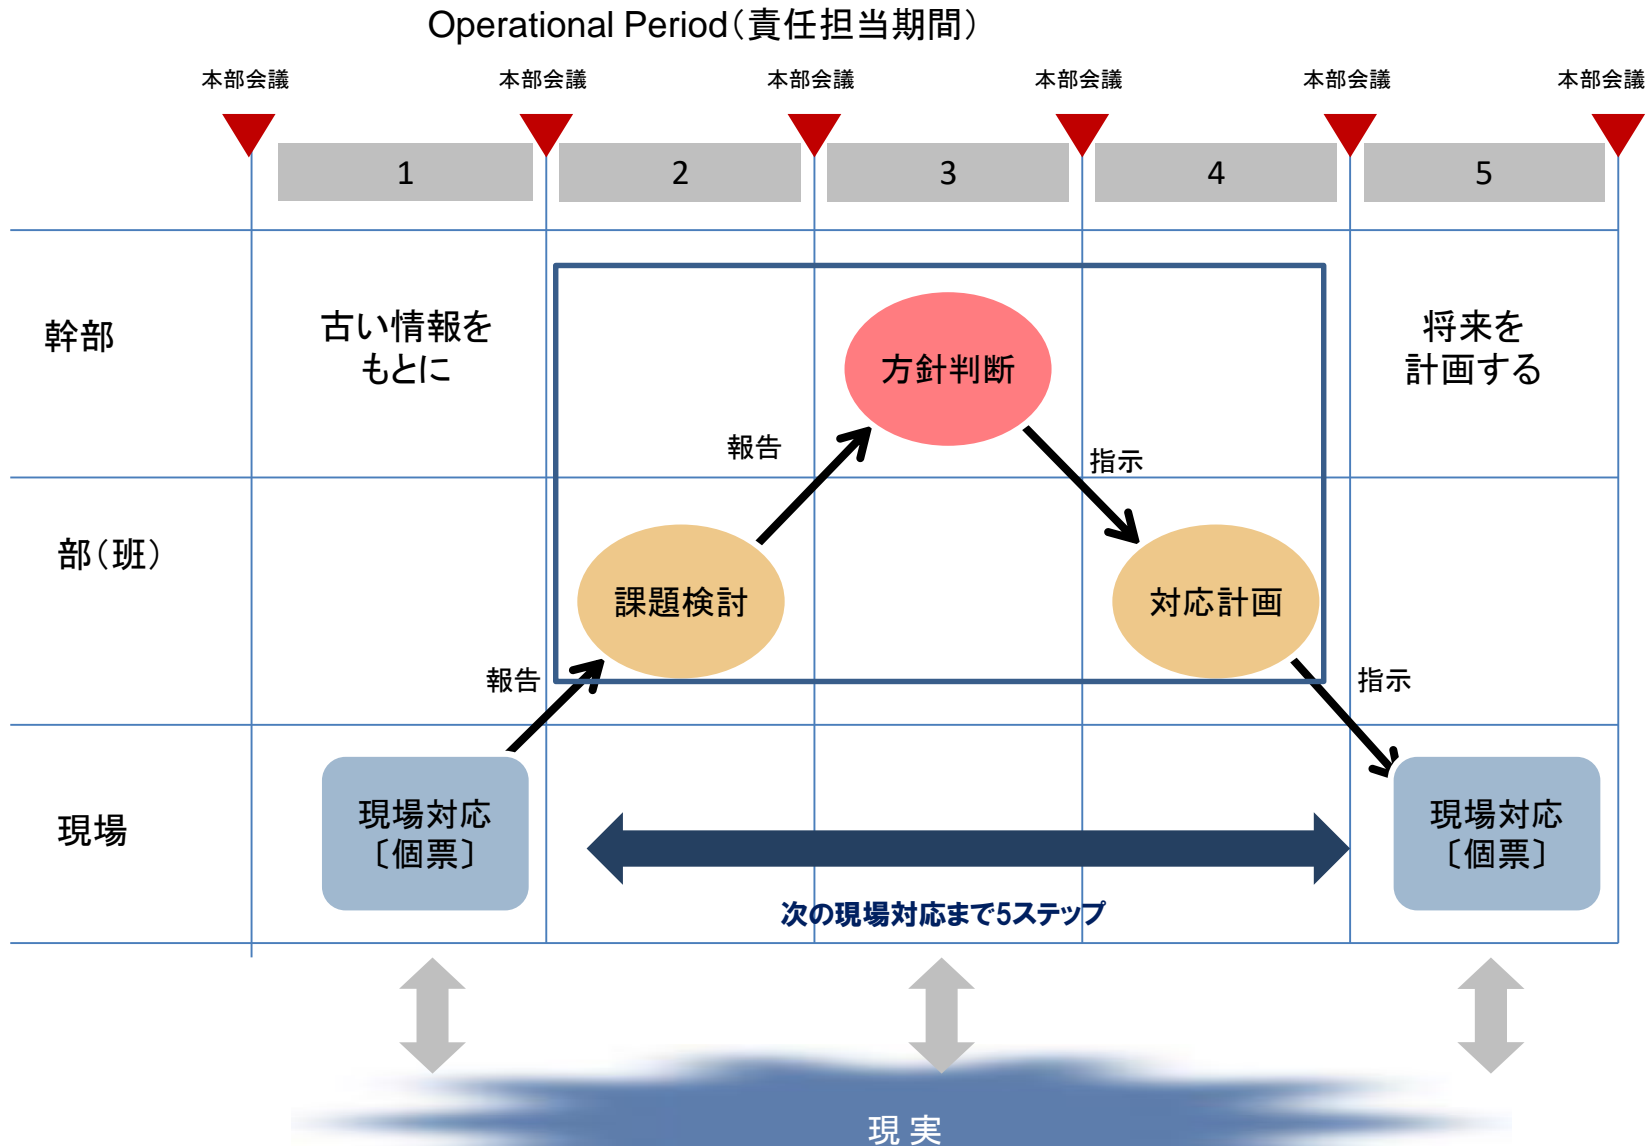 Operational Period（責任担当期間）
本部会議
本部会議
本部会議
本部会議
本部会議
本部会議
1
2
3
4
5
幹部
古い情報を
もとに
方針判断
将来を
計画する
報告
指示
部（班）
課題検討
対応計画
報告
指示
現場
現場対応
〔個票〕
次の現場対応まで5ステップ
現場対応
〔個票〕
現 実